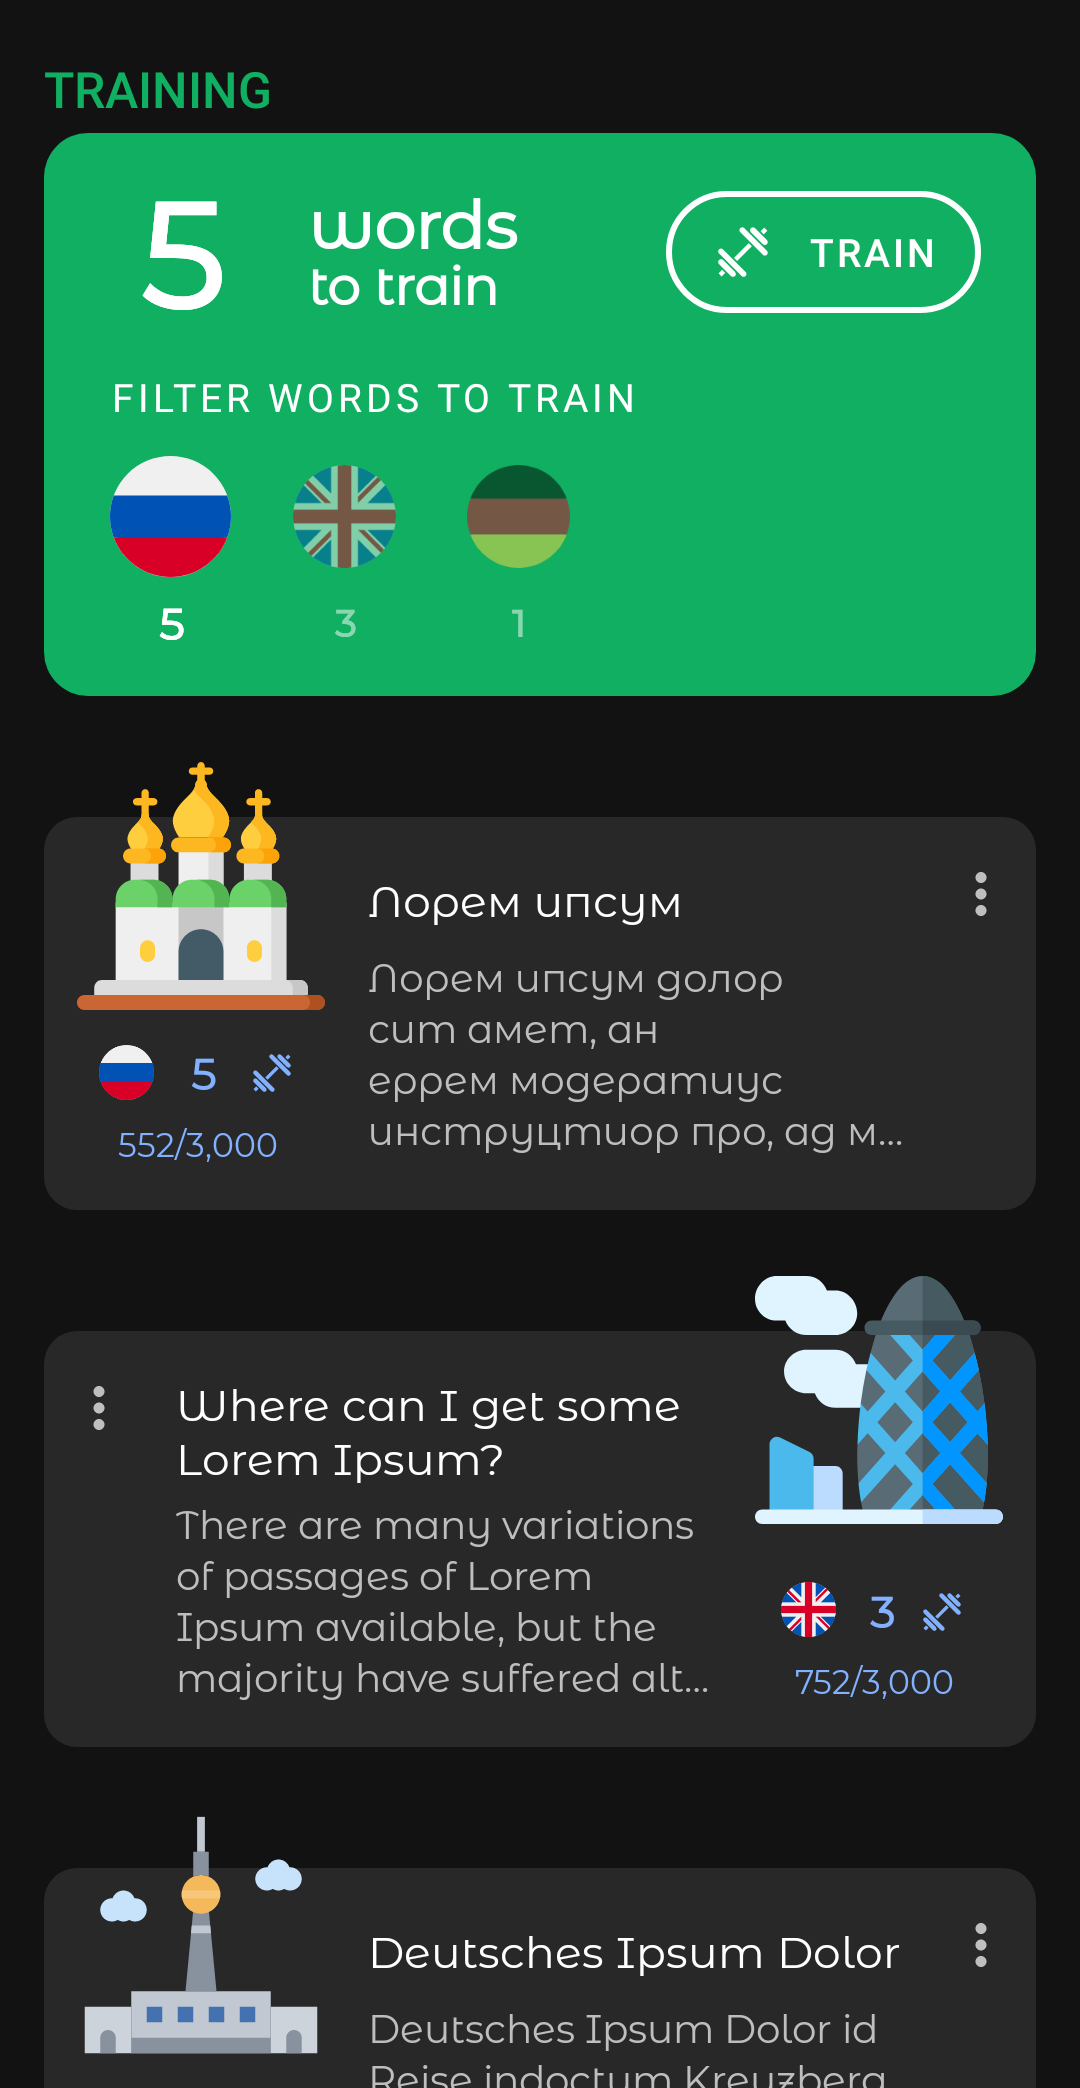 TRAINING
5
words
to train
TRAIN
FILTER WORDS TO TRAIN
5
3
1
Лорем ипсум
Лорем ипсум долор
сит амет, ан
еррем модератиус
инструцтиор про, ад м...
5
552/3,000
Where can I get some
Lorem Ipsum?
There are many variations
of passages of Lorem
Ipsum available, but the
majority have suffered alt...
3
752/3,000
Deutsches Ipsum Dolor
Deutsches Ipsum Dolor id
Reise indoctum Kreuzberg